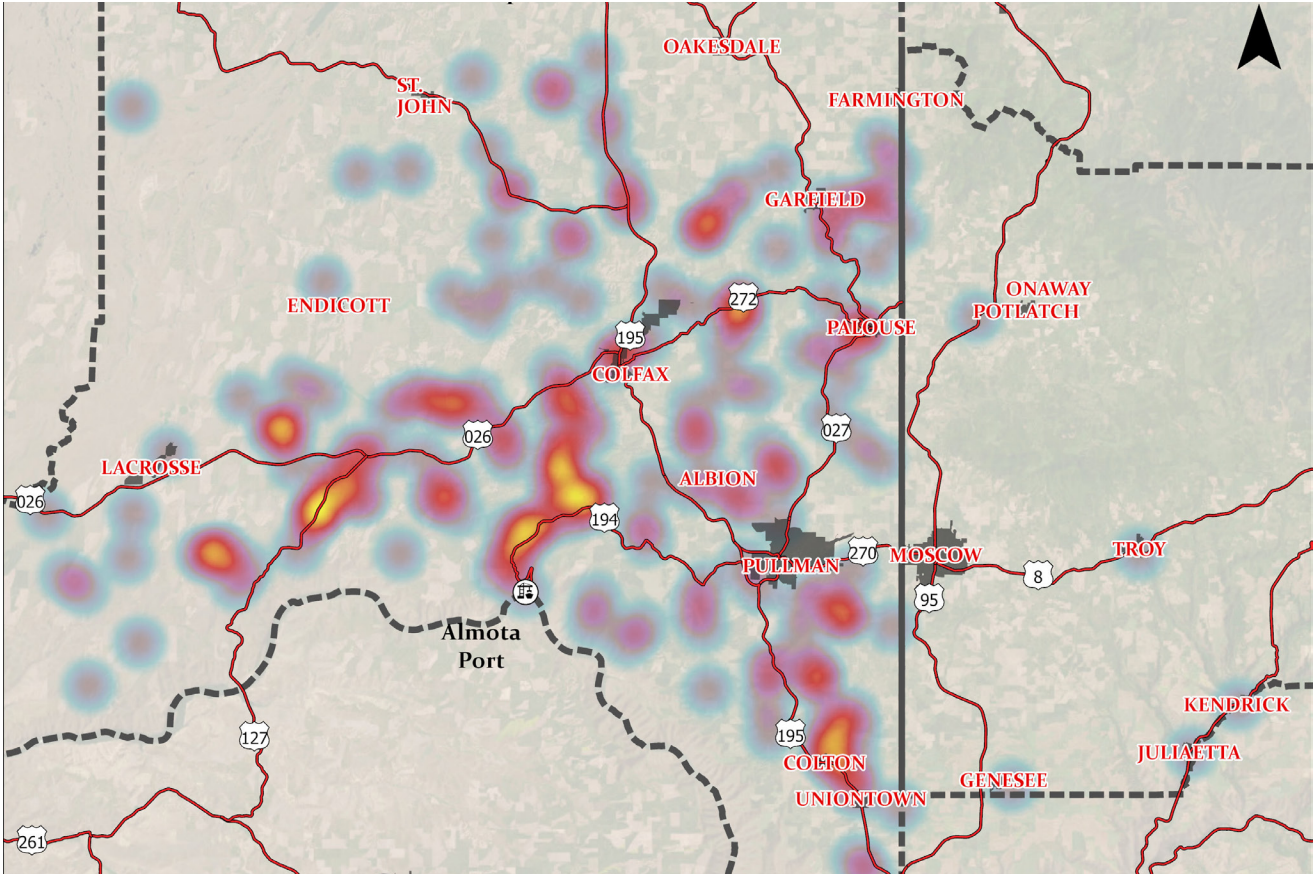 OAKESDALE
ST.
JOHN
FARMINGTON
GARFIELD
ONAWAY
POTLATCH
ENDICOTT
272
PALOUSE
195
COLFAX
026
027
LACROSSE
026
ALBION
194
270
MOSCOW
TROY
PULLMAN
8
95
Almota
Port
KENDRICK
127
195
JULIAETTA
COLTON
GENESEE
UNIONTOWN
261